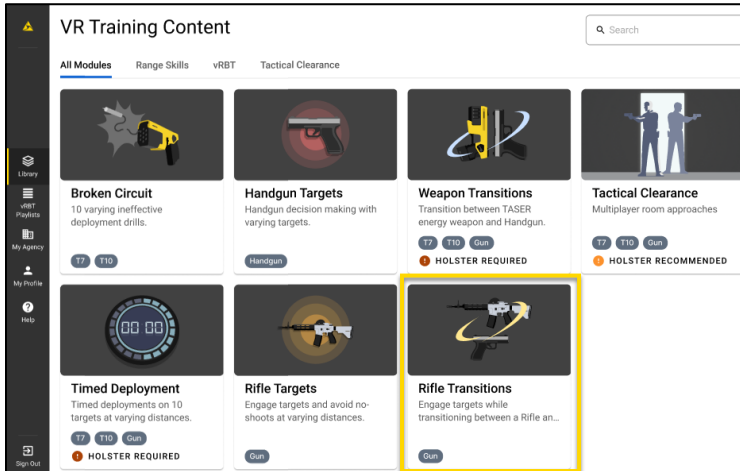 VR Training Content
Search
All Modules Range Skills vRBT Tactical Clearance
Library
vRBT
Playlists
My Agency
My Profile
Help
Sign Out
Broken Circuit
10 varying ineffective
deployment drills.
T7 T10
Handgun Targets
Handgun decision making with
varying targets.
Handgun
Weapon Transitions
Transition between TASER
energy weapon and Handgun.
T7 T10 Gun
HOLSTER REQUIRED
Tactical Clearance
Multiplayer room approaches
T7 T10 Gun
HOLSTER RECOMMENDED
00 00
Timed Deployment
Timed deployments on 10
targets at varying distances.
T7 T10 Gun
HOLSTER REQUIRED
Rifle Targets
Engage targets and avoid no-
shoots at varying distances.
Gun
Rifle Transitions
Engage targets while
transitioning between a Rifle an...
Gun